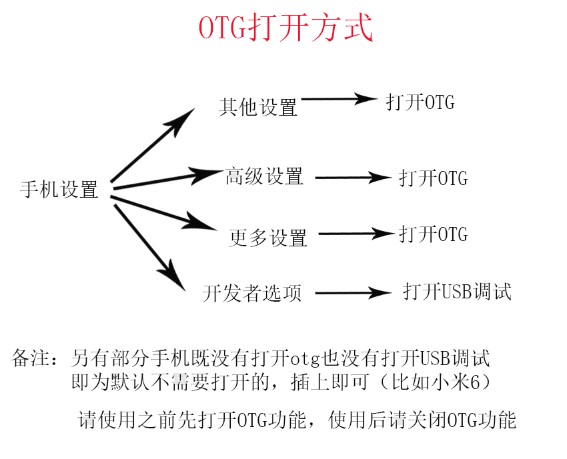 OTG打开方式
其他设置
打开OTG
高级设置
打开OTG
手机设置
更多设置
打开OTG
开发者选项
打开USB调试
备注：另有部分手机既没有打开otg也没有打开USB调试
即为默认不需要打开的，插上即可（比如小米6）
请使用之前先打开OTG功能，使用后请关闭OTG功能